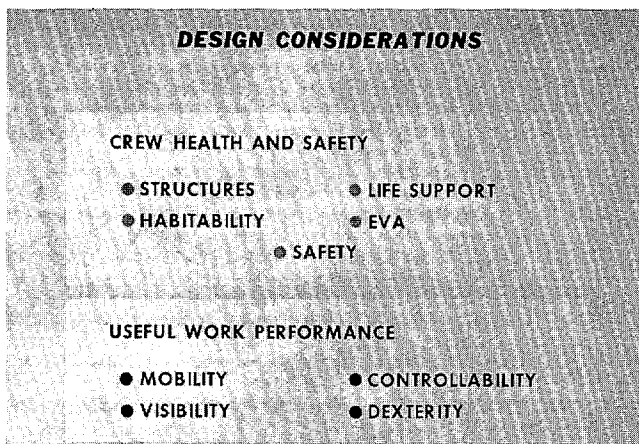 DESIGN CONSIDERATIONS
CREW HEALTH AND SAFETY
● STRUCTURES ● LIFE SUPPORT
● HABITABILITY ● EVA
● SAFETY
USEFUL WORK PERFORMANCE
● MOBILITY ● CONTROLLABILITY
● VISIBILITY ● DEXTERITY